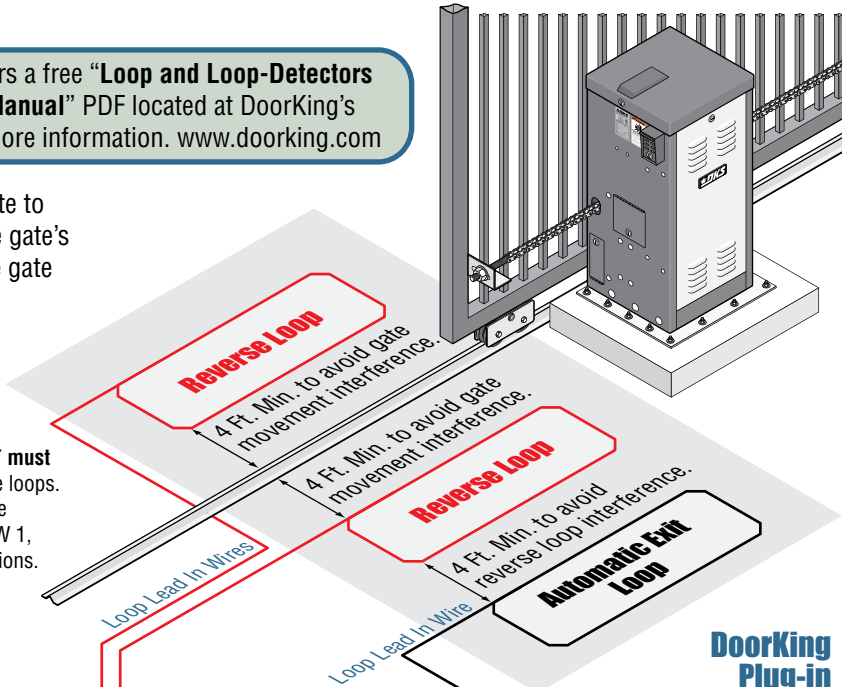 rs a free “Loop and Loop-Detectors
Manual” PDF located at DoorKing's
ore information. www.doorking.com
te to
e gate's
e gate
DKS
Reverse Loop
4 Ft. Min. to avoid gate
movement interference.
4 Ft. Min. to avoid gate
movement interference.
must
e loops.
e
W 1,
ions.
Reverse Loop
4 Ft. Min. to avoid
reverse loop interference.
Automatic Exit
Loop
Loop Lead In Wires
Loop Lead In Wire
DoorKing
Plug-in